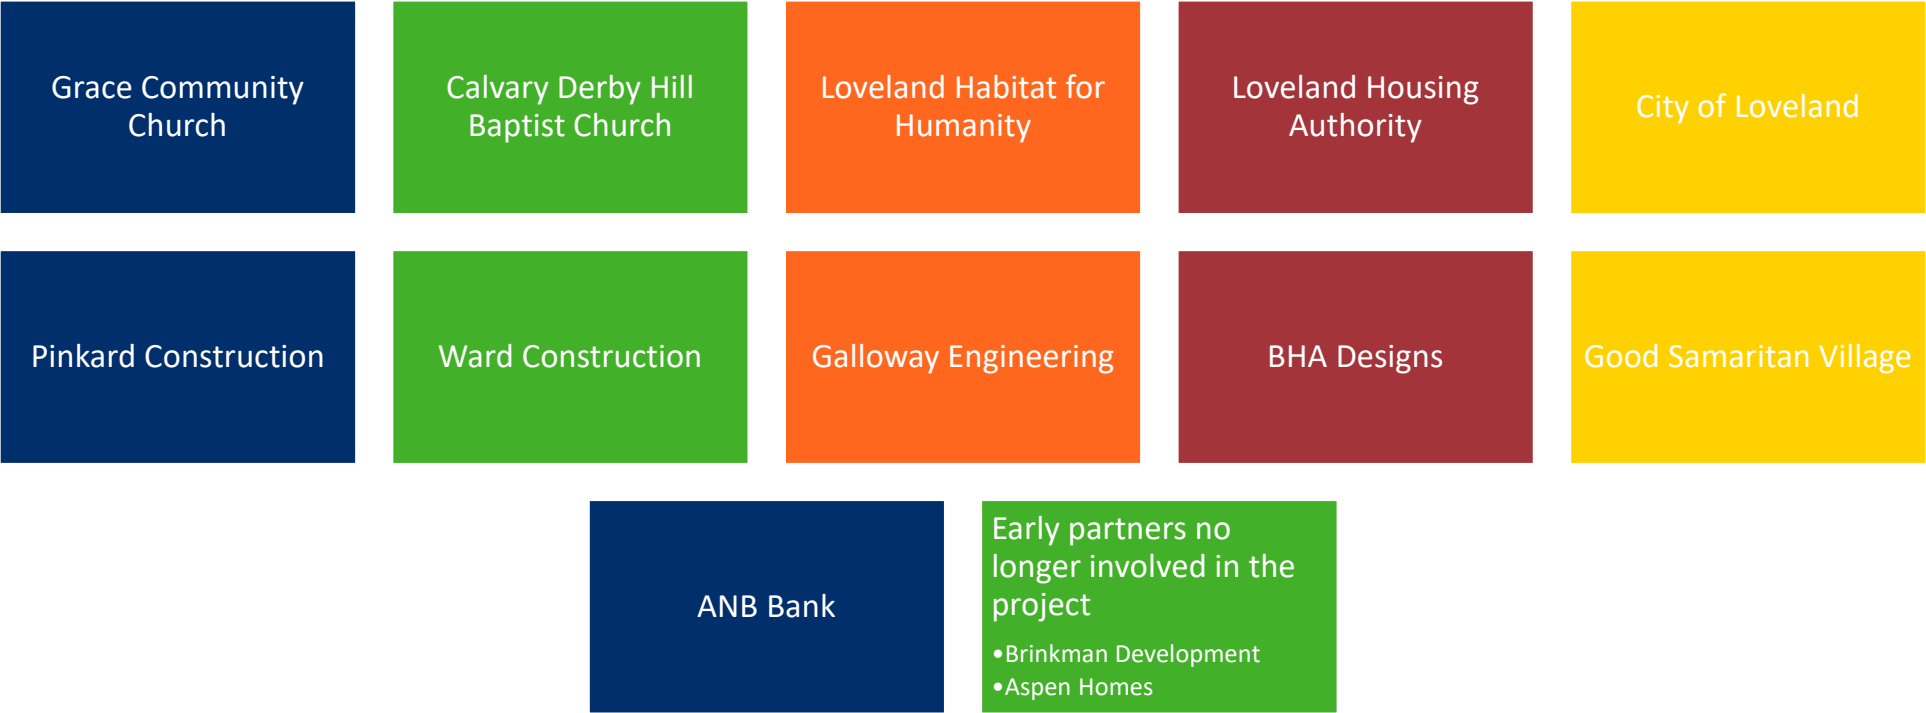 Grace Community
Church
Calvary Derby Hill
Baptist Church
Loveland Habitat for
Humanity
Loveland Housing
Authority
City of Loveland
Pinkard Construction
Ward Construction
Galloway Engineering
BHA Designs
Good Samaritan Village
ANB Bank
Early partners no
longer involved in the
project
•Brinkman Development
•Aspen Homes